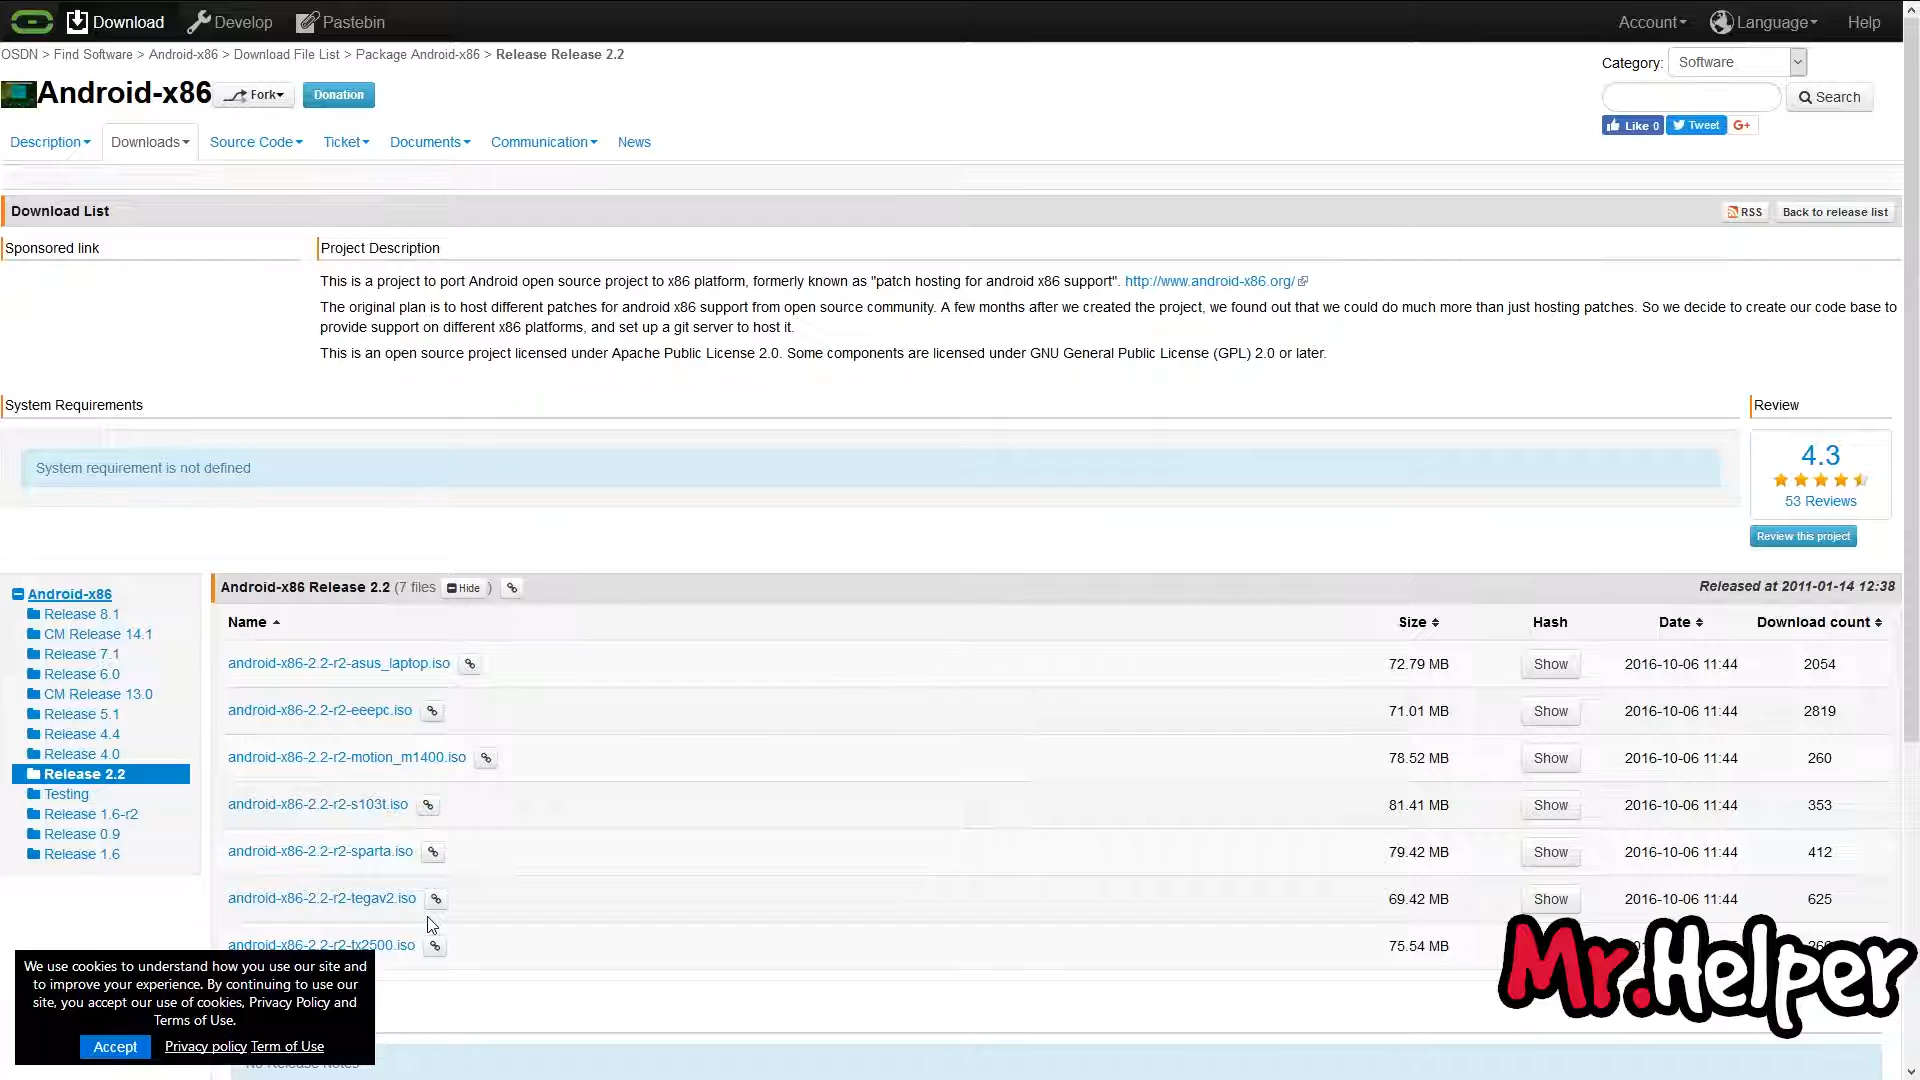 Download Develop Pastebin Account Language Help
OSDN > Find Software > Android-x86 > Download File List > Package Android-x86 > Release Release 2.2
Category: Software
Android-x86 Fork Donation
Search
Like 0 Tweet G+
Description Downloads Source Code Ticket Documents Communication News
Download List RSS Back to release list
Sponsored link
Project Description
This is a project to port Android open source project to x86 platform, formerly known as "patch hosting for android x86 support". http://www.android-x86.org/
The original plan is to host different patches for android x86 support from open source community. A few months after we created the project, we found out that we could do much more than just hosting patches. So we decide to create our code base to
provide support on different x86 platforms, and set up a git server to host it.
This is an open source project licensed under Apache Public License 2.0. Some components are licensed under GNU General Public License (GPL) 2.0 or later.
System Requirements
System requirement is not defined
Review
4.3
53 Reviews
Review this project
Android-x86
Release 8.1
CM Release 14.1
Release 7.1
Release 6.0
CM Release 13.0
Release 5.1
Release 4.4
Release 4.0
Release 2.2
Testing
Release 1.6-r2
Release 0.9
Release 1.6
Android-x86 Release 2.2 (7 files Hide ) Released at 2011-01-14 12:38
Name Size Hash Date Download count
android-x86-2.2-r2-asus_laptop.iso 72.79 MB Show 2016-10-06 11:44 2054
android-x86-2.2-r2-eeepc.iso 71.01 MB Show 2016-10-06 11:44 2819
android-x86-2.2-r2-motion_m1400.iso 78.52 MB Show 2016-10-06 11:44 260
android-x86-2.2-r2-s103t.iso 81.41 MB Show 2016-10-06 11:44 353
android-x86-2.2-r2-sparta.iso 79.42 MB Show 2016-10-06 11:44 412
android-x86-2.2-r2-tegav2.iso 69.42 MB Show 2016-10-06 11:44 625
android-x86-2.2-r2-tx2500.iso 75.54 MB
We use cookies to understand how you use our site and
to improve your experience. By continuing to use our
site, you accept our use of cookies, Privacy Policy and
Terms of Use.
Accept Privacy policy Term of Use
No Release Notes
Mr.Helper